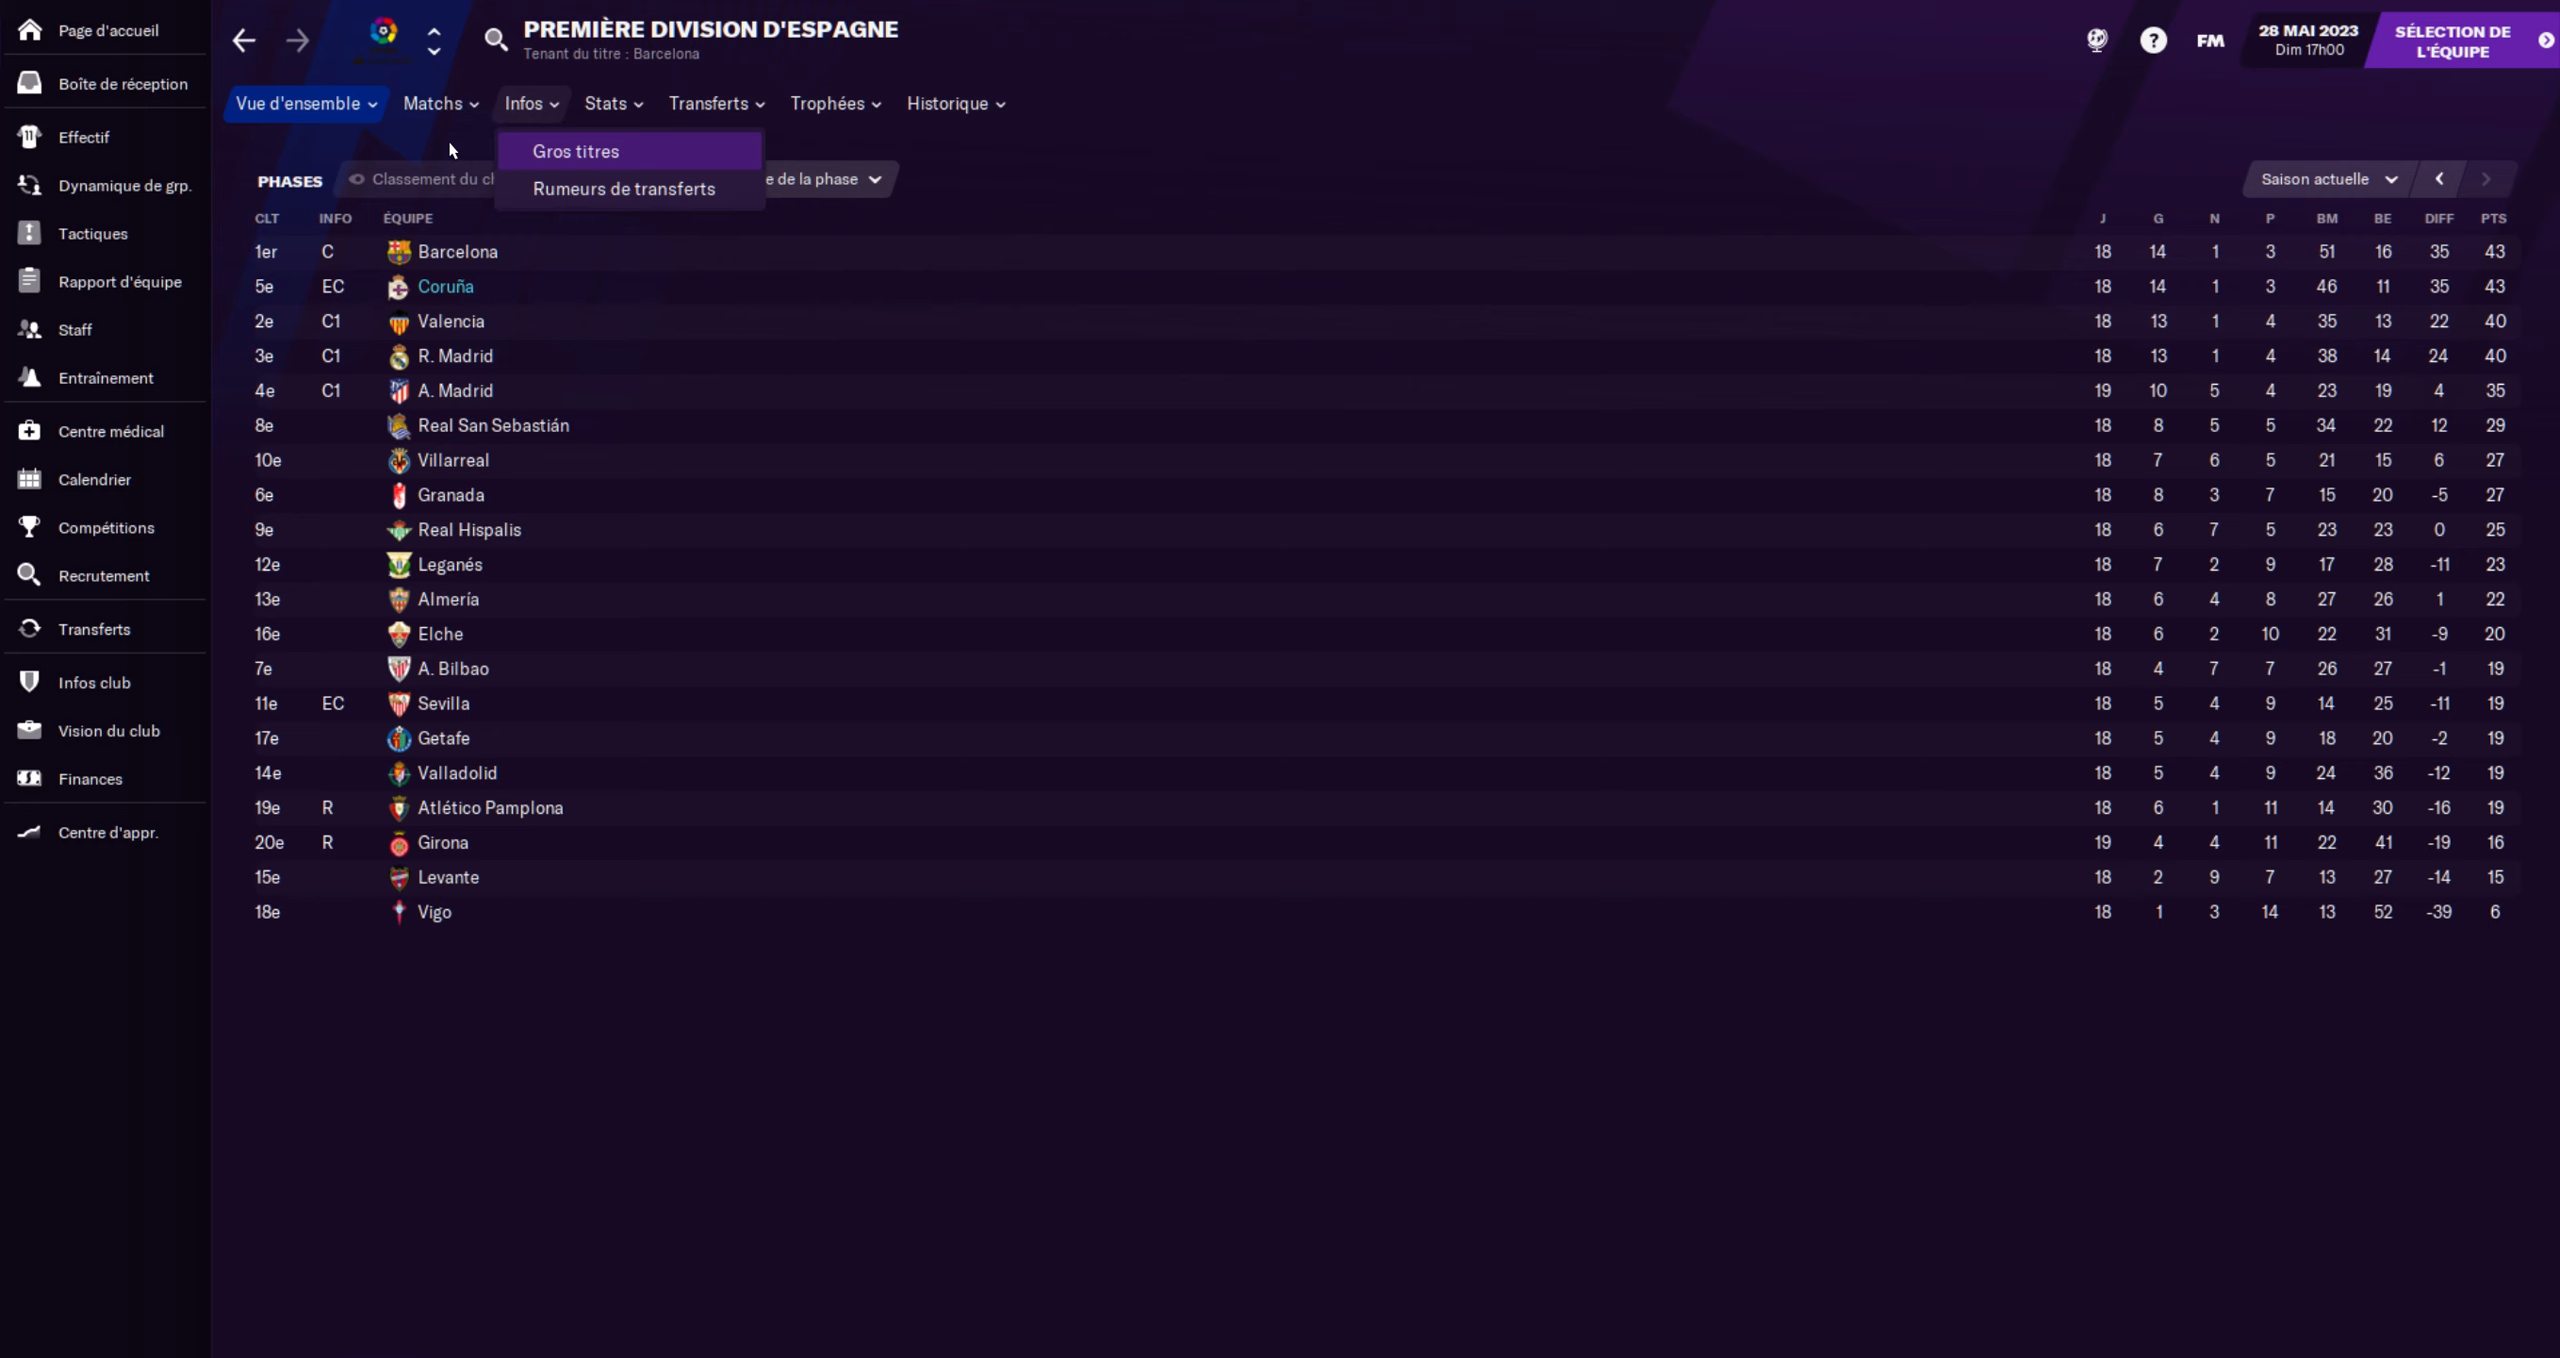 Page d'accueil
Boîte de réception
Effectif
Dynamique de grp.
Tactiques
Rapport d'équipe
Staff
Entraînement
Centre médical
Calendrier
Compétitions
Recrutement
Transferts
Infos club
Vision du club
Finances
Centre d'appr.
PREMIÈRE DIVISION D'ESPAGNE
Tenant du titre : Barcelona
FM
28 MAI 2023
Dim 17h00
SÉLECTION DE
L'ÉQUIPE
Vue d'ensemble Matchs Infos Stats Transferts Trophées Historique
Gros titres
Rumeurs de transferts
PHASES Classement du e de la phase Saison actuelle
CLT INFO ÉQUIPE J G N P BM BE DIFF PTS
1er C Barcelona 18 14 1 3 51 16 35 43
5e EC Coruña 18 14 1 3 46 11 35 43
2e C1 Valencia 18 13 1 4 35 13 22 40
3e C1 R. Madrid 18 13 1 4 38 14 24 40
4e C1 A. Madrid 19 10 5 4 23 19 4 35
8e Real San Sebastián 18 8 5 5 34 22 12 29
10e Villarreal 18 7 6 5 21 15 6 27
6e Granada 18 8 3 7 15 20 -5 27
9e Real Hispalis 18 6 7 5 23 23 0 25
12e Leganés 18 7 2 9 17 28 -11 23
13e Almería 18 6 4 8 27 26 1 22
16e Elche 18 6 2 10 22 31 -9 20
7e A. Bilbao 18 4 7 7 26 27 -1 19
11e EC Sevilla 18 5 4 9 14 25 -11 19
17e Getafe 18 5 4 9 18 20 -2 19
14e Valladolid 18 5 4 9 24 36 -12 19
19e R Atlético Pamplona 18 6 1 11 14 30 -16 19
20e R Girona 19 4 4 11 22 41 -19 16
15e Levante 18 2 9 7 13 27 -14 15
18e Vigo 18 1 3 14 13 52 -39 6